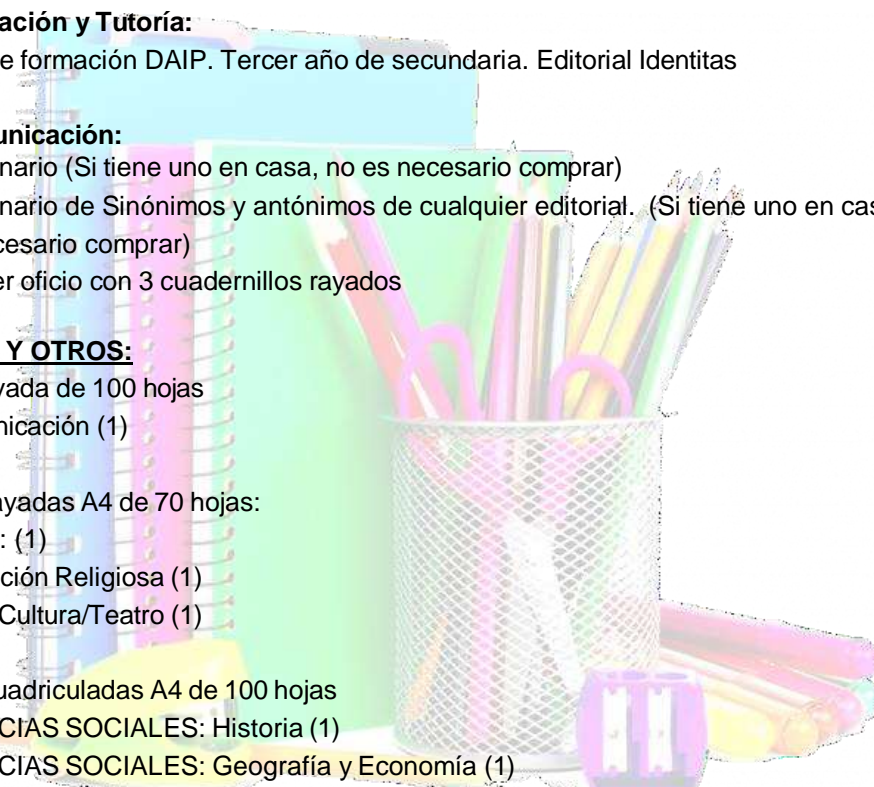 ación y Tutoría:
e formación DAIP. Tercer año de secundaria. Editorial Identitas
unicación:
nario (Si tiene uno en casa, no es necesario comprar)
nario de Sinónimos y antónimos de cualquier editorial. (Si tiene uno en cas
cesario comprar)
er oficio con 3 cuadernillos rayados
Y OTROS:
yada de 100 hojas
nicación (1)
ayadas A4 de 70 hojas:
: (1)
ción Religiosa (1)
Cultura/Teatro (1)
uadriculadas A4 de 100 hojas
CIAS SOCIALES: Historia (1)
CIAS SOCIALES: Geografía y Economía (1)